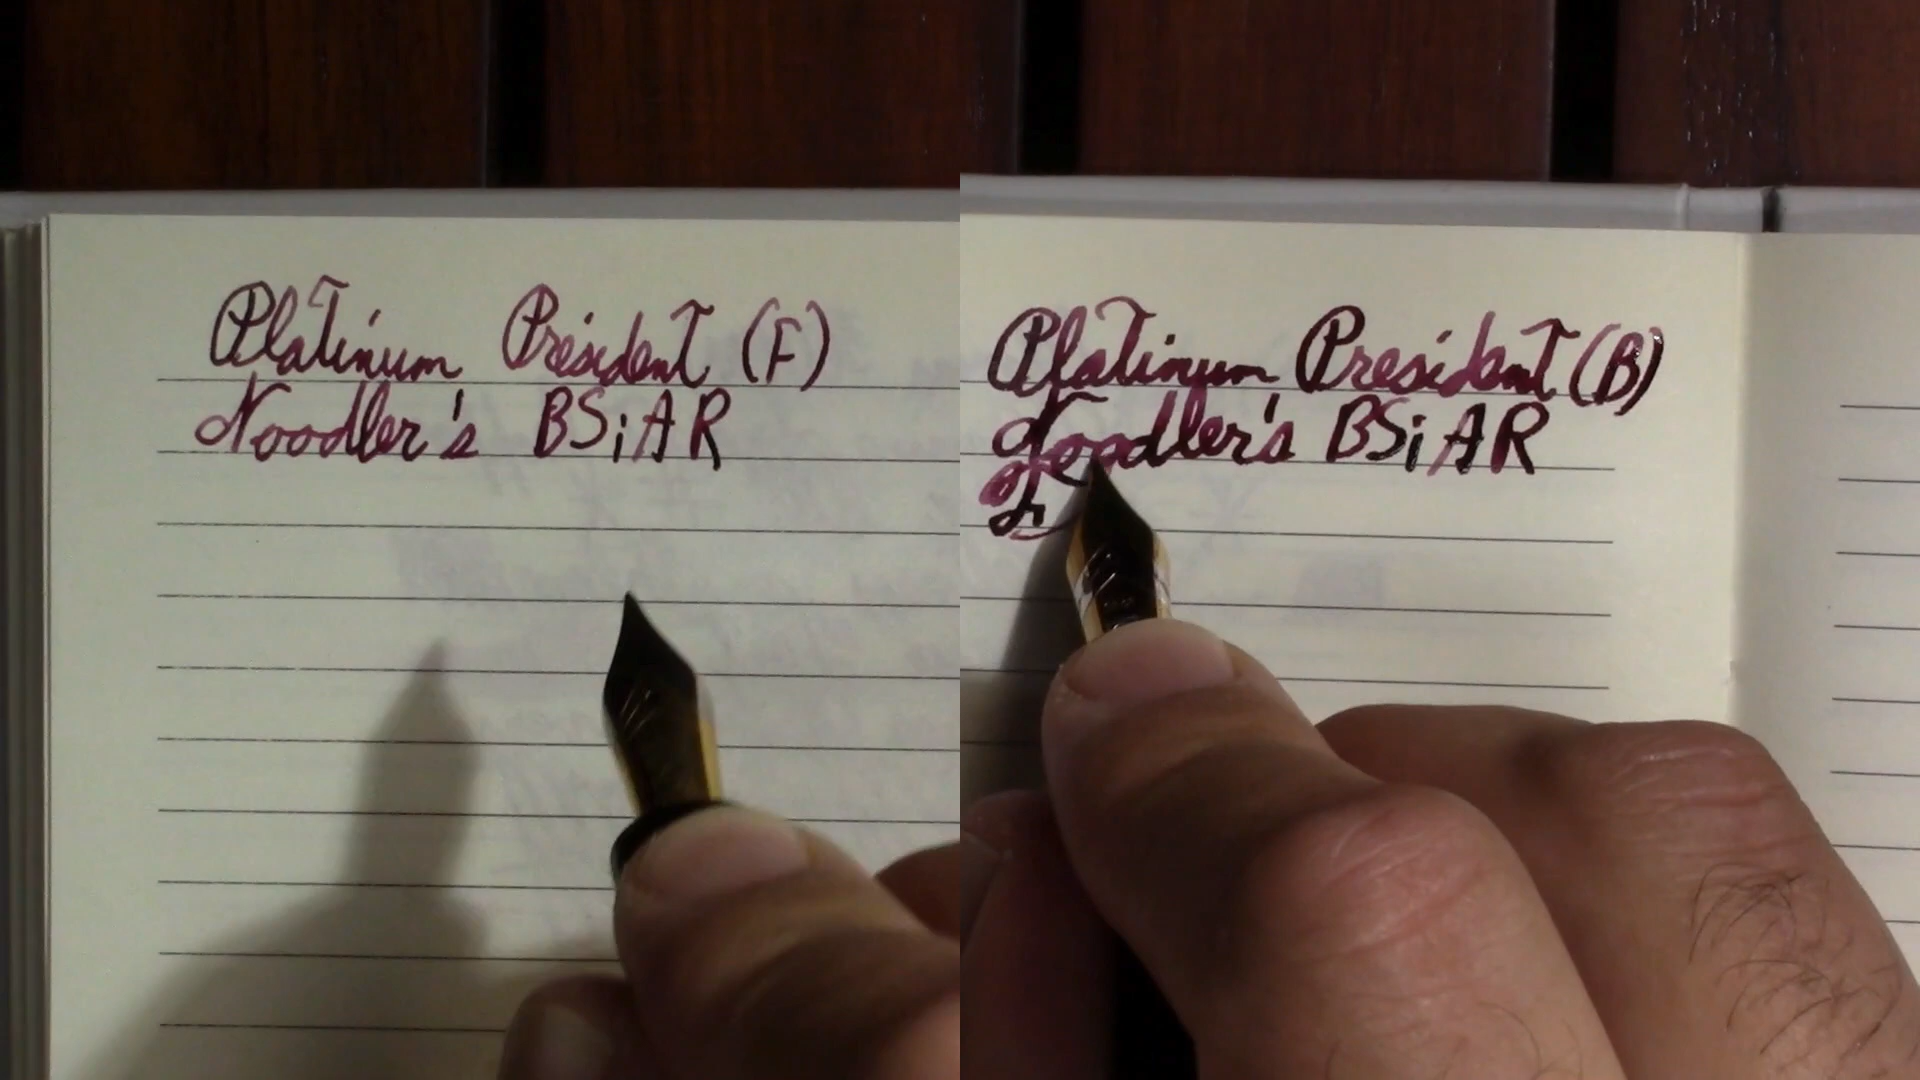 Platinum President (F)
Noodler's BSiAR
Platinum President (B)
Noodler's BSiAR